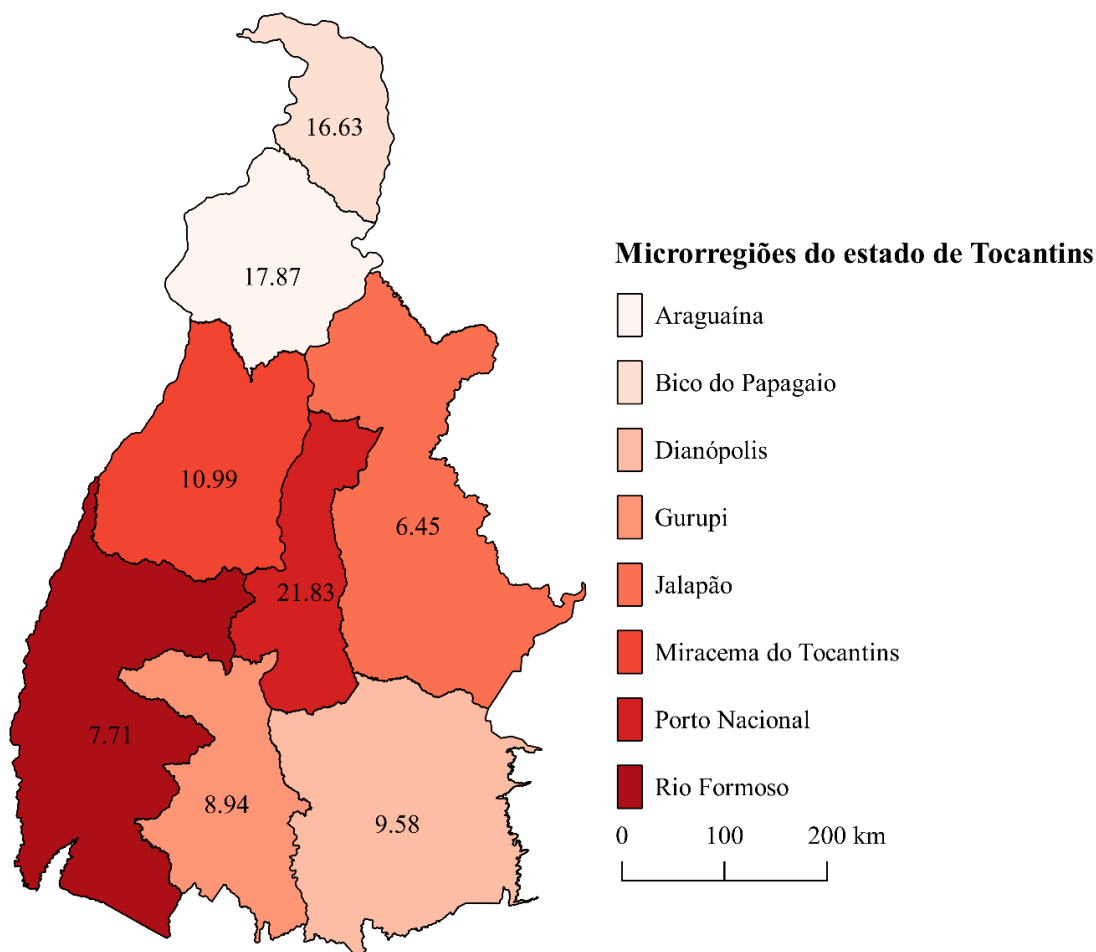 16.63
17.87
10.99
6.45
21.83
7.71
8.94
9.58
Microrregiões do estado de Tocantins
Araguaína
Bico do Papagaio
Dianópolis
Gurupi
Jalapão
Miracema do Tocantins
Porto Nacional
Rio Formoso
0 100 200 km